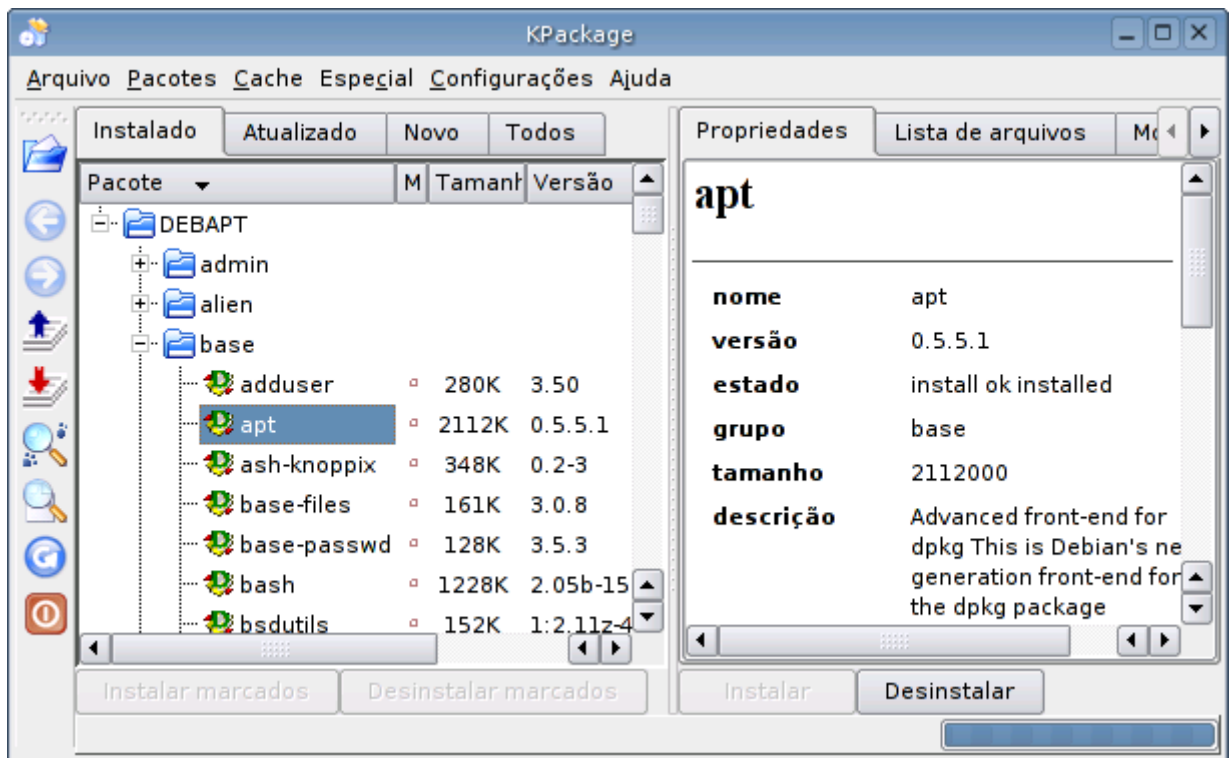 KPackage
Arquivo Pacotes Cache Especial Configurações Ajuda
Instalado Atualizado Novo Todos
Pacote M Tamanh Versão
DEBAPT
admin
alien
base
adduser 280K 3.50
apt 2112K 0.5.5.1
ash-knoppix 348K 0.2-3
base-files 161K 3.0.8
base-passwd 128K 3.5.3
bash 1228K 2.05b-15
bsdutils 152K 1:2.11z-4
Instalar marcados Desinstalar marcados
Propriedades Lista de arquivos
apt
nome apt
versão 0.5.5.1
estado install ok installed
grupo base
tamanho 2112000
descrição Advanced front-end for
dpkg This is Debian's ne
generation front-end for
the dpkg package
Instalar Desinstalar